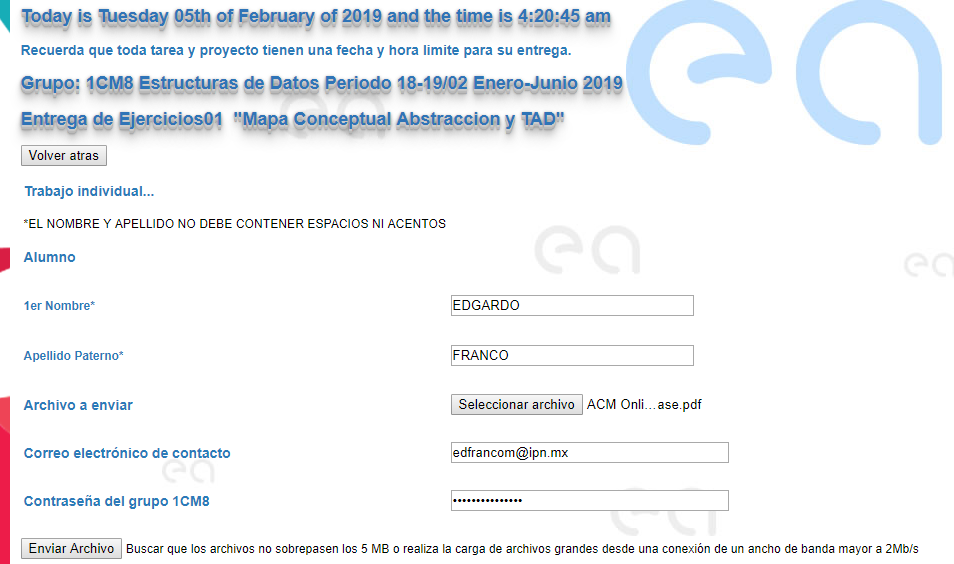 Today is Tuesday 05th of February of 2019 and the time is 4:20:45 am
Recuerda que toda tarea y proyecto tienen una fecha y hora limite para su entrega.
Grupo: 1CM8 Estructuras de Datos Periodo 18-19/02 Enero-Junio 2019
Entrega de Ejercicios01 "Mapa Conceptual Abstraccion y TAD"
Volver atras
Trabajo individual...
*EL NOMBRE Y APELLIDO NO DEBE CONTENER ESPACIOS NI ACENTOS
Alumno
1er Nombre* EDGARDO
Apellido Paterno* FRANCO
Archivo a enviar Seleccionar archivo ACM Onli...ase.pdf
Correo electrónico de contacto edfrancom@ipn.mx
Contraseña del grupo 1CM8 •••••••••••••••
Enviar Archivo Buscar que los archivos no sobrepasen los 5 MB o realiza la carga de archivos grandes desde una conexión de un ancho de banda mayor a 2Mb/s
ea
ea
ea
ea
ea
ea